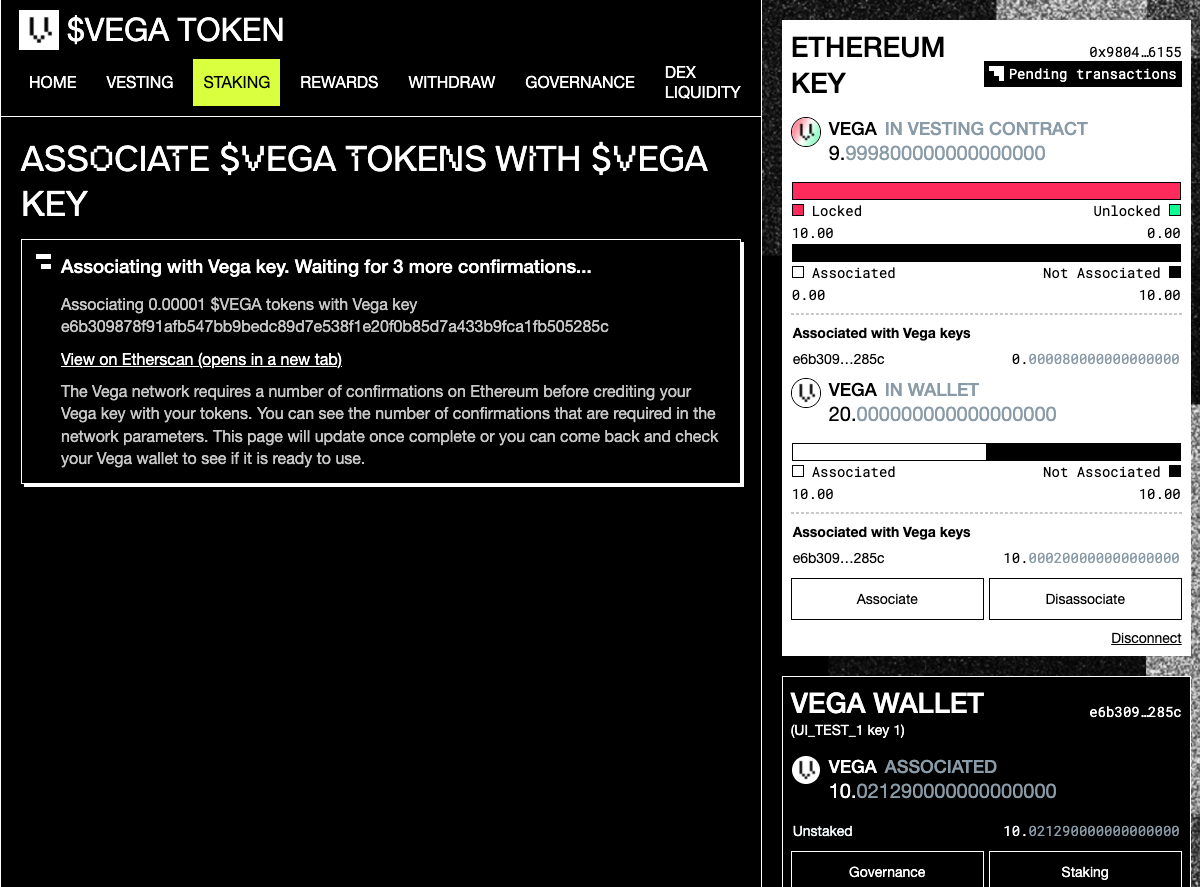 $VEGA TOKEN
HOME VESTING STAKING REWARDS WITHDRAW GOVERNANCE DEX LIQUIDITY
ASSOCIATE $VEGA TOKENS WITH $VEGA
KEY
Associating with Vega key. Waiting for 3 more confirmations...
Associating 0.00001 $VEGA tokens with Vega key
e6b309878f91afb547bb9bedc89d7e538f1e20f0b85d7a433b9fca1fb505285c
View on Etherscan (opens in a new tab)
The Vega network requires a number of confirmations on Ethereum before crediting your
Vega key with your tokens. You can see the number of confirmations that are required in the
network parameters. This page will update once complete or you can come back and check
your Vega wallet to see if it is ready to use.
ETHEREUM
KEY
0x9804…6155
Pending transactions
VEGA IN VESTING CONTRACT
9.999800000000000000
Locked Unlocked
10.00 0.00
Associated Not Associated
0.00 10.00
Associated with Vega keys
e6b309…285c 0.000080000000000000
VEGA IN WALLET
20.000000000000000000
Associated Not Associated
10.00 10.00
Associated with Vega keys
e6b309…285c 10.000200000000000000
Associate Disassociate
Disconnect
VEGA WALLET e6b309…285c
(UI_TEST_1 key 1)
VEGA ASSOCIATED
10.021290000000000000
Unstaked 10.021290000000000000
Governance Staking